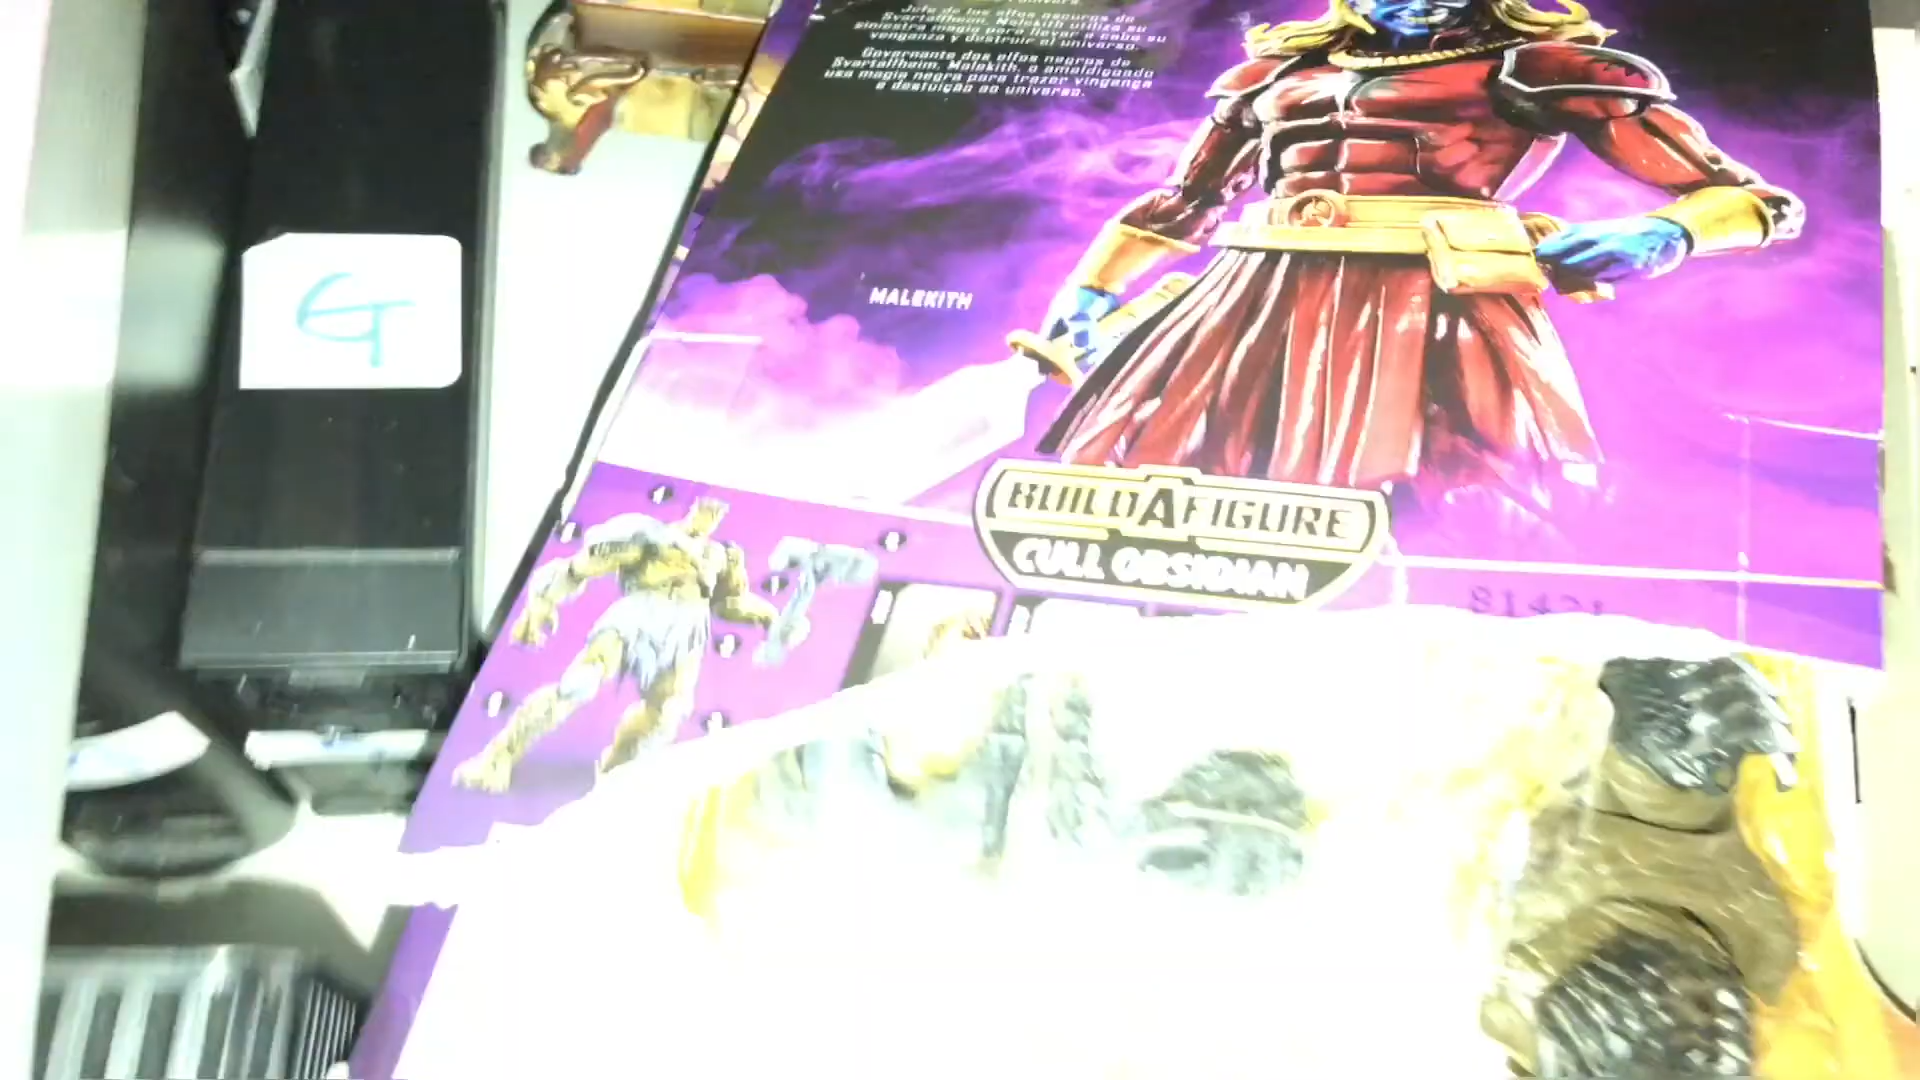 Jefe de los elfos oscuros de
Svartalfheim, Malekith utiliza su
siniestra magia para llevar a cabo su
venganza y destruir el universo.
Governante dos elfos negros de
Svartalfheim, Malekith, o amaldiçoado
usa magia negra para trazer vingança
e destuição ao universo.
G
MALEKITH
BUILD A FIGURE
CULL OBSIDIAN